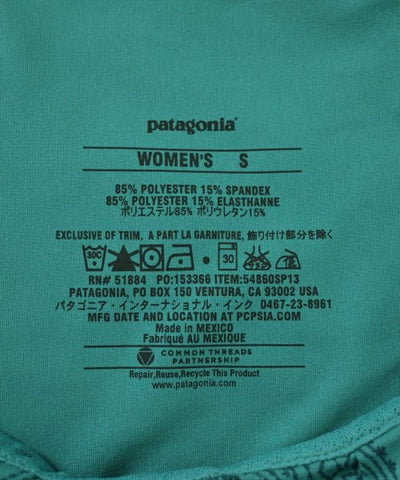 patagonia®
WOMEN'S S
85% POLYESTER 15% SPANDEX
85% POLYESTER 15% ELASTHANNE
ポリエステル85% ポリウレタン15%
EXCLUSIVE OF TRIM, A PART LA GARNITURE, 飾り付け部分を除く
30C 30
RN# 51884 PO:153366 ITEM:54860SP13
PATAGONIA, PO BOX 150 VENTURA, CA 93002 USA
パタゴニア・インターナショナル・インク 0467-23-8961
MFG DATE AND LOCATION AT PCPSIA.COM
Made in MEXICO
Fabriqué AU MEXIQUE
COMMON THREADS
PARTNERSHIP
Repair,Reuse,Recycle This Product
www.patagonia.com